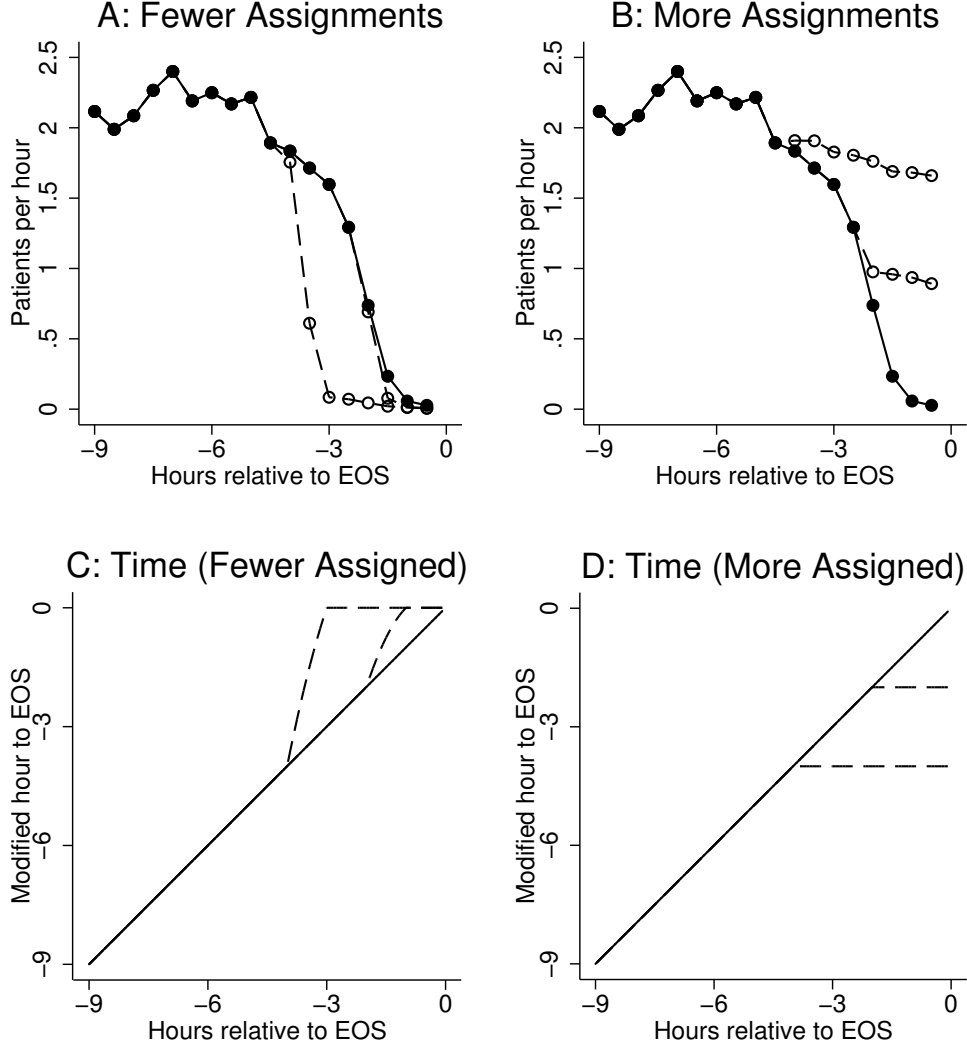 A: Fewer Assignments
Patients per hour
2.5
2
1.5
1
.5
0
−9 −6 −3 0
Hours relative to EOS
B: More Assignments
Patients per hour
2.5
2
1.5
1
.5
0
−9 −6 −3 0
Hours relative to EOS
C: Time (Fewer Assigned)
Modified hour to EOS
0
−3
−6
−9
−9 −6 −3 0
Hours relative to EOS
D: Time (More Assigned)
Modified hour to EOS
0
−3
−6
−9
−9 −6 −3 0
Hours relative to EOS